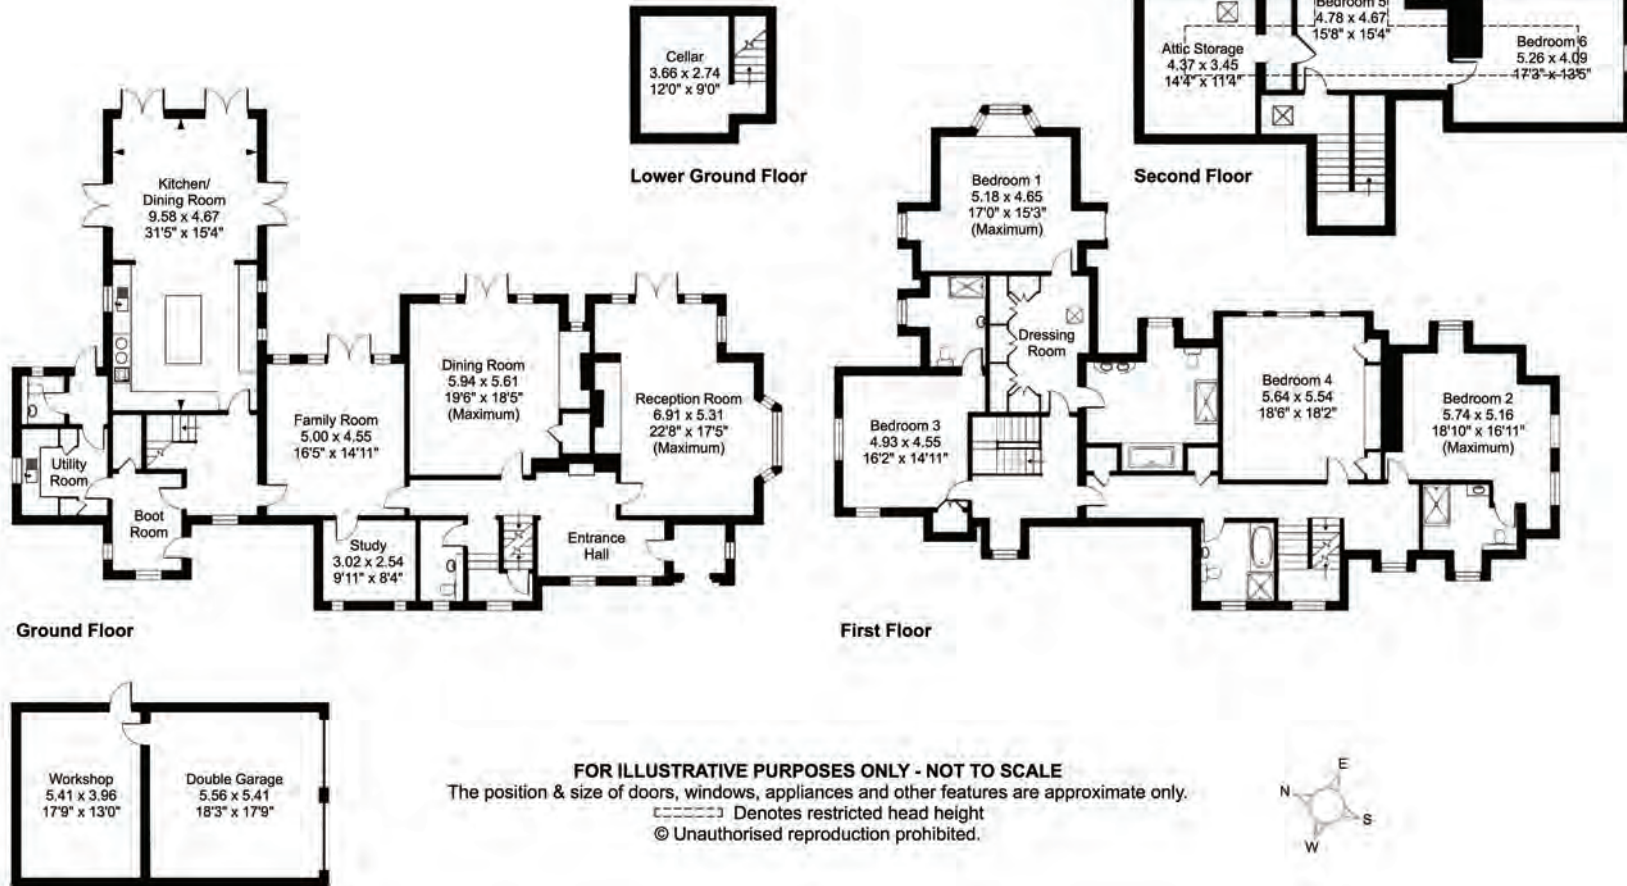 Cellar
3.66 x 2.74
12'0" x 9'0"
Lower Ground Floor
Bedroom 5
4.78 x 4.67
15'8" x 15'4"
Attic Storage
4.37 x 3.45
14'4" x 11'4"
Bedroom 6
5.26 x 4.09
17'3" x 13'5"
Second Floor
Kitchen/
Dining Room
9.58 x 4.67
31'5" x 15'4"
Utility
Room
Boot
Room
Family Room
5.00 x 4.55
16'5" x 14'11"
Dining Room
5.94 x 5.61
19'6" x 18'5"
(Maximum)
Reception Room
6.91 x 5.31
22'8" x 17'5"
(Maximum)
Study
3.02 x 2.54
9'11" x 8'4"
Entrance
Hall
Ground Floor
Bedroom 1
5.18 x 4.65
17'0" x 15'3"
(Maximum)
Dressing
Room
Bedroom 3
4.93 x 4.55
16'2" x 14'11"
Bedroom 4
5.64 x 5.54
18'6" x 18'2"
Bedroom 2
5.74 x 5.16
18'10" x 16'11"
(Maximum)
First Floor
Workshop
5.41 x 3.96
17'9" x 13'0"
Double Garage
5.56 x 5.41
18'3" x 17'9"
FOR ILLUSTRATIVE PURPOSES ONLY - NOT TO SCALE
The position & size of doors, windows, appliances and other features are approximate only.
Denotes restricted head height
© Unauthorised reproduction prohibited.
E
N
S
W